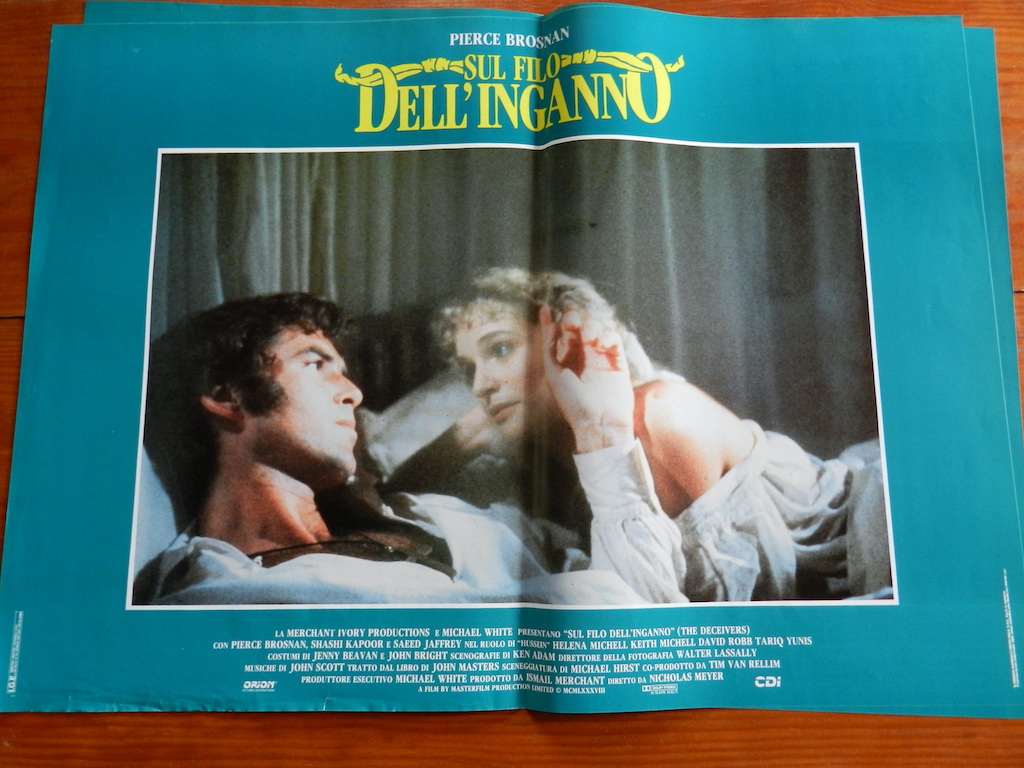 PIERCE BROSNAN
SUL FILO
DELL'INGANNO
LA MERCHANT IVORY PRODUCTIONS E MICHAEL WHITE PRESENTANO "SUL FILO DELL'INGANNO" (THE DECEIVERS)
CON PIERCE BROSNAN, SHASHI KAPOOR E SAEED JAFFREY NEL RUOLO DI "HUSSEIN" HELENA MICHELL KEITH MICHELL DAVID ROBB TARIQ YUNIS
COSTUMI DI JENNY BEAVAN E JOHN BRIGHT SCENOGRAFIE DI KEN ADAM DIRETTORE DELLA FOTOGRAFIA WALTER LASSALLY
MUSICHE DI JOHN SCOTT TRATTO DAL LIBRO DI JOHN MASTERS SCENEGGIATURA DI MICHAEL HIRST CO-PRODOTTO DA TIM VAN RELLIM
PRODUTTORE ESECUTIVO MICHAEL WHITE PRODOTTO DA ISMAIL MERCHANT DIRETTO DA NICHOLAS MEYER
ORION A FILM BY MASTERFILM PRODUCTION LIMITED © MCMLXXXVIII DOLBY STEREO CDi